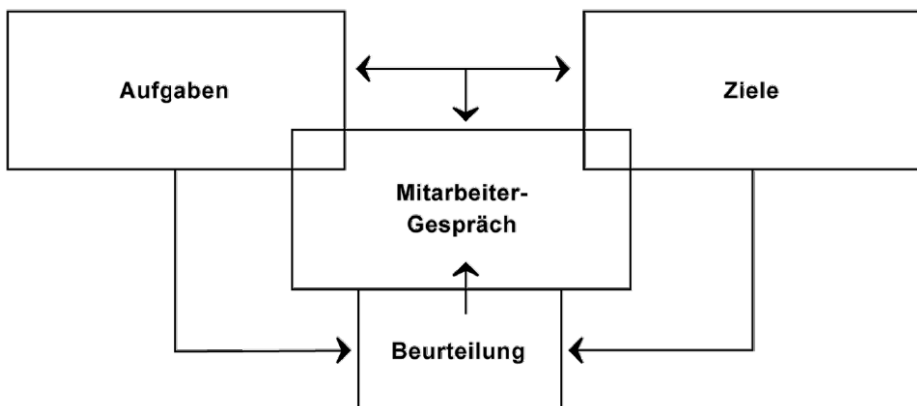 Aufgaben
Ziele
Mitarbeiter-
Gespräch
Beurteilung